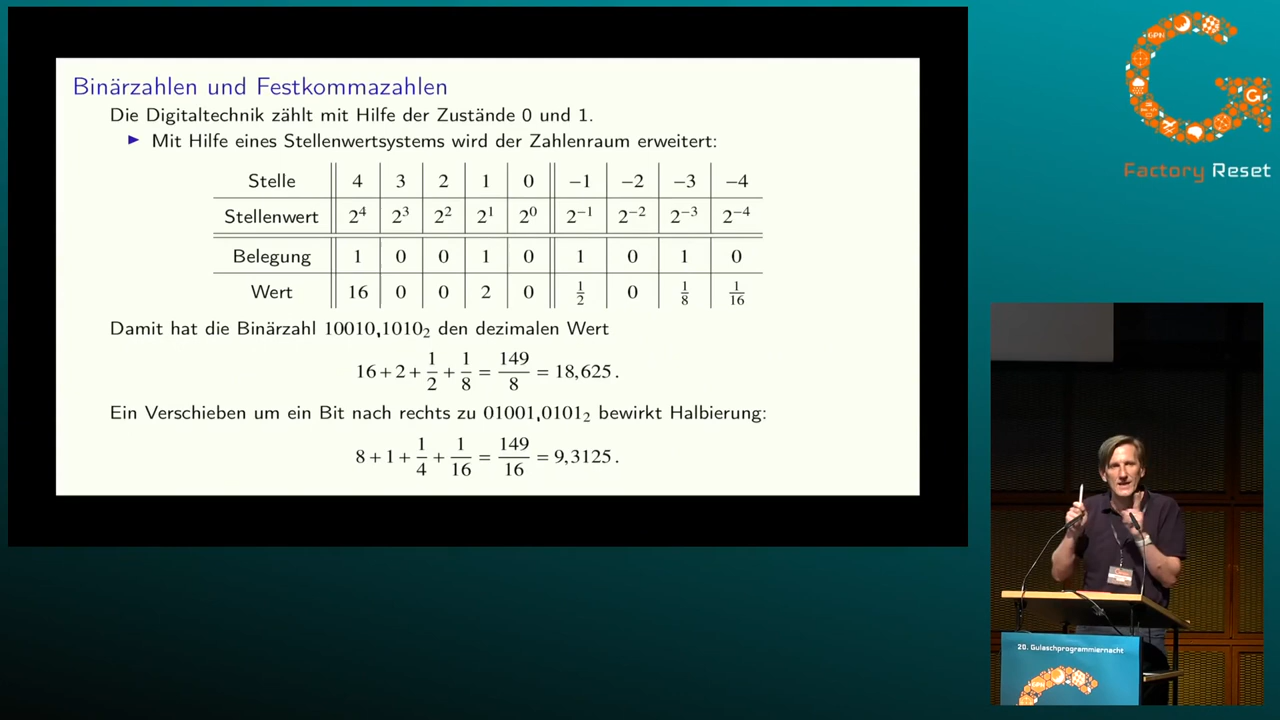 Binärzahlen und Festkommazahlen
Die Digitaltechnik zählt mit Hilfe der Zustände 0 und 1.
▶ Mit Hilfe eines Stellenwertsystems wird der Zahlenraum erweitert:
Stelle 4 3 2 1 0 −1 −2 −3 −4
Stellenwert 2⁴ 2³ 2² 2¹ 2⁰ 2⁻¹ 2⁻² 2⁻³ 2⁻⁴
Belegung 1 0 0 1 0 1 0 1 0
Wert 16 0 0 2 0 1/2 0 1/8 1/16
Damit hat die Binärzahl 10010,1010₂ den dezimalen Wert
16 + 2 + 1/2 + 1/8 = 149/8 = 18,625.
Ein Verschieben um ein Bit nach rechts zu 01001,0101₂ bewirkt Halbierung:
8 + 1 + 1/4 + 1/16 = 149/16 = 9,3125.
GPN
G
Factory Reset
20. Gulaschprogrammiernacht